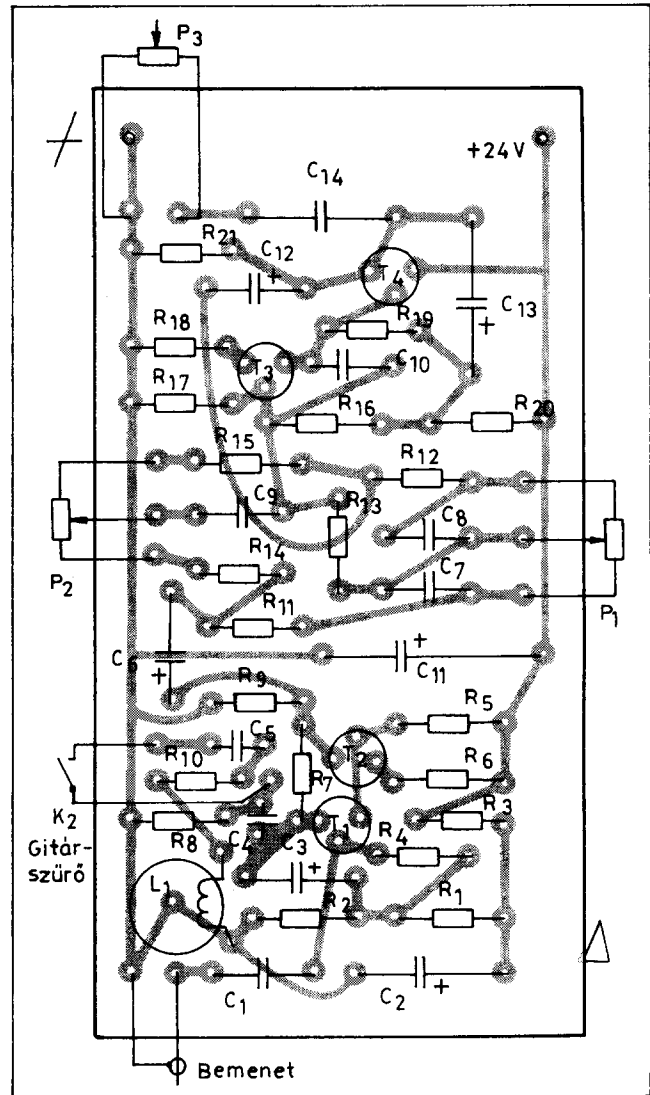 P3
+24V
C14
R21
C12
T4
C13
R18
R19
T3
C10
R17
R16
R20
R15
R12
C9
R13
C8
P2
R14
C7
P1
R11
C6
C11
R9
R5
C5
T2
R10
R7
R6
K2
Gitár-
szűrő
R8
C4
C3
T1
R3
R4
L1
R2
R1
C1
C2
Bemenet